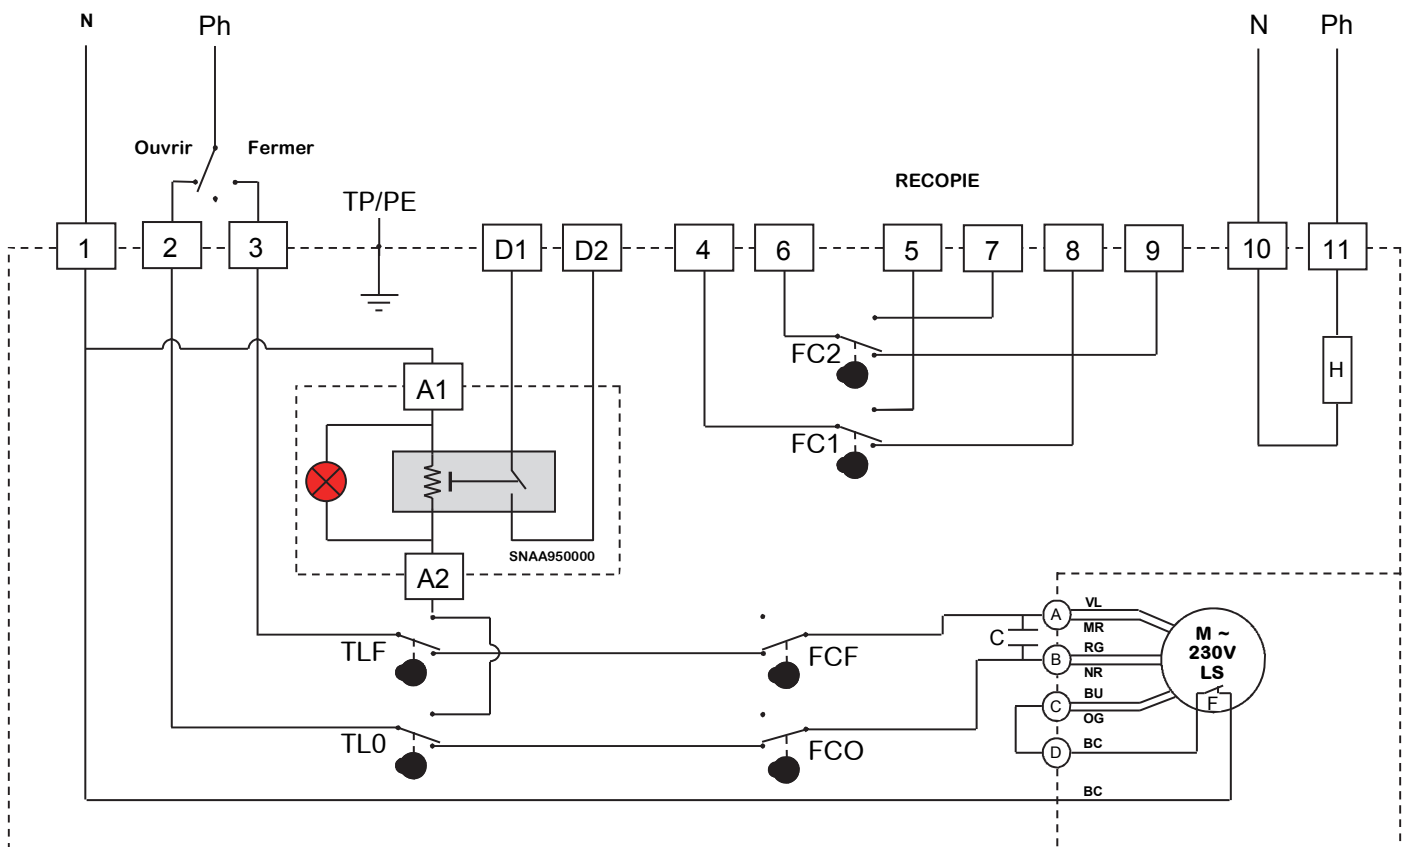 N
Ph
N
Ph
Ouvrir
Fermer
RECOPIE
TP/PE
1
2
3
D1
D2
4
6
5
7
8
9
10
11
FC2
H
A1
FC1
SNAA950000
A2
TLF
FCF
C
A
VL
MR
B
RG
NR
M ~
230V
LS
F
C
BU
OG
TL0
FCO
D
BC
BC